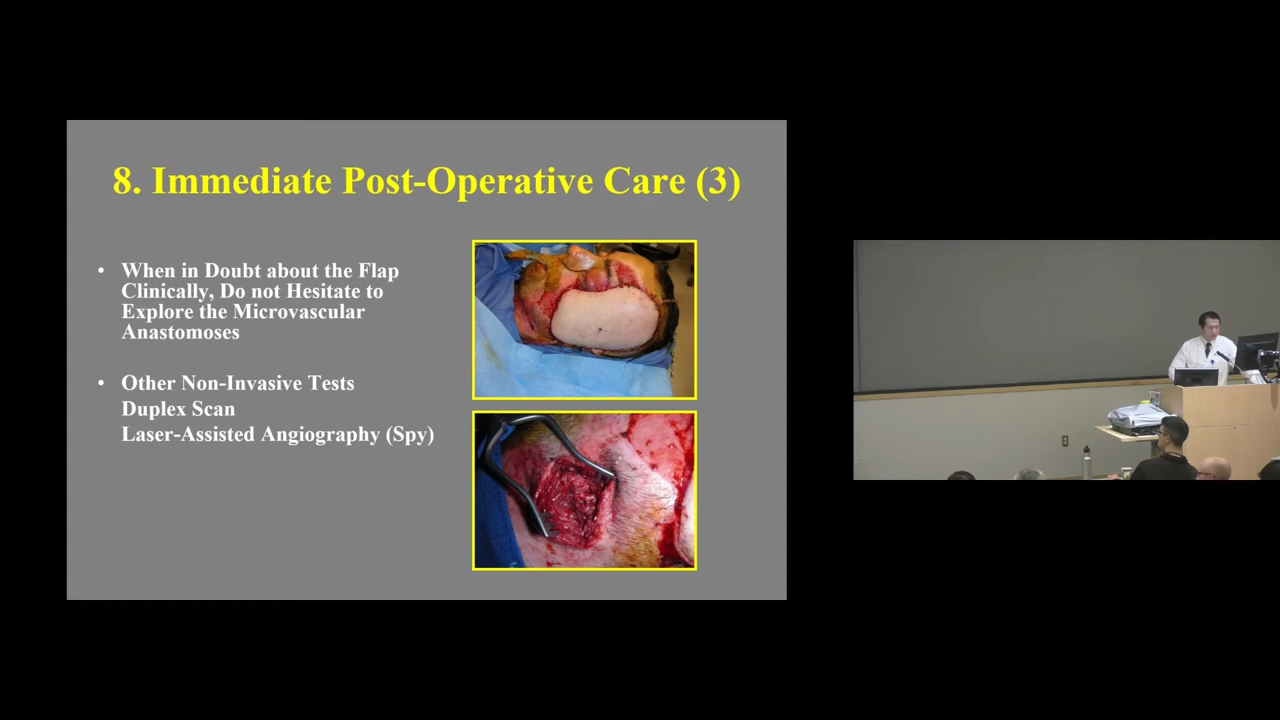 8. Immediate Post-Operative Care (3)
• When in Doubt about the Flap
Clinically, Do not Hesitate to
Explore the Microvascular
Anastomoses
• Other Non-Invasive Tests
Duplex Scan
Laser-Assisted Angiography (Spy)